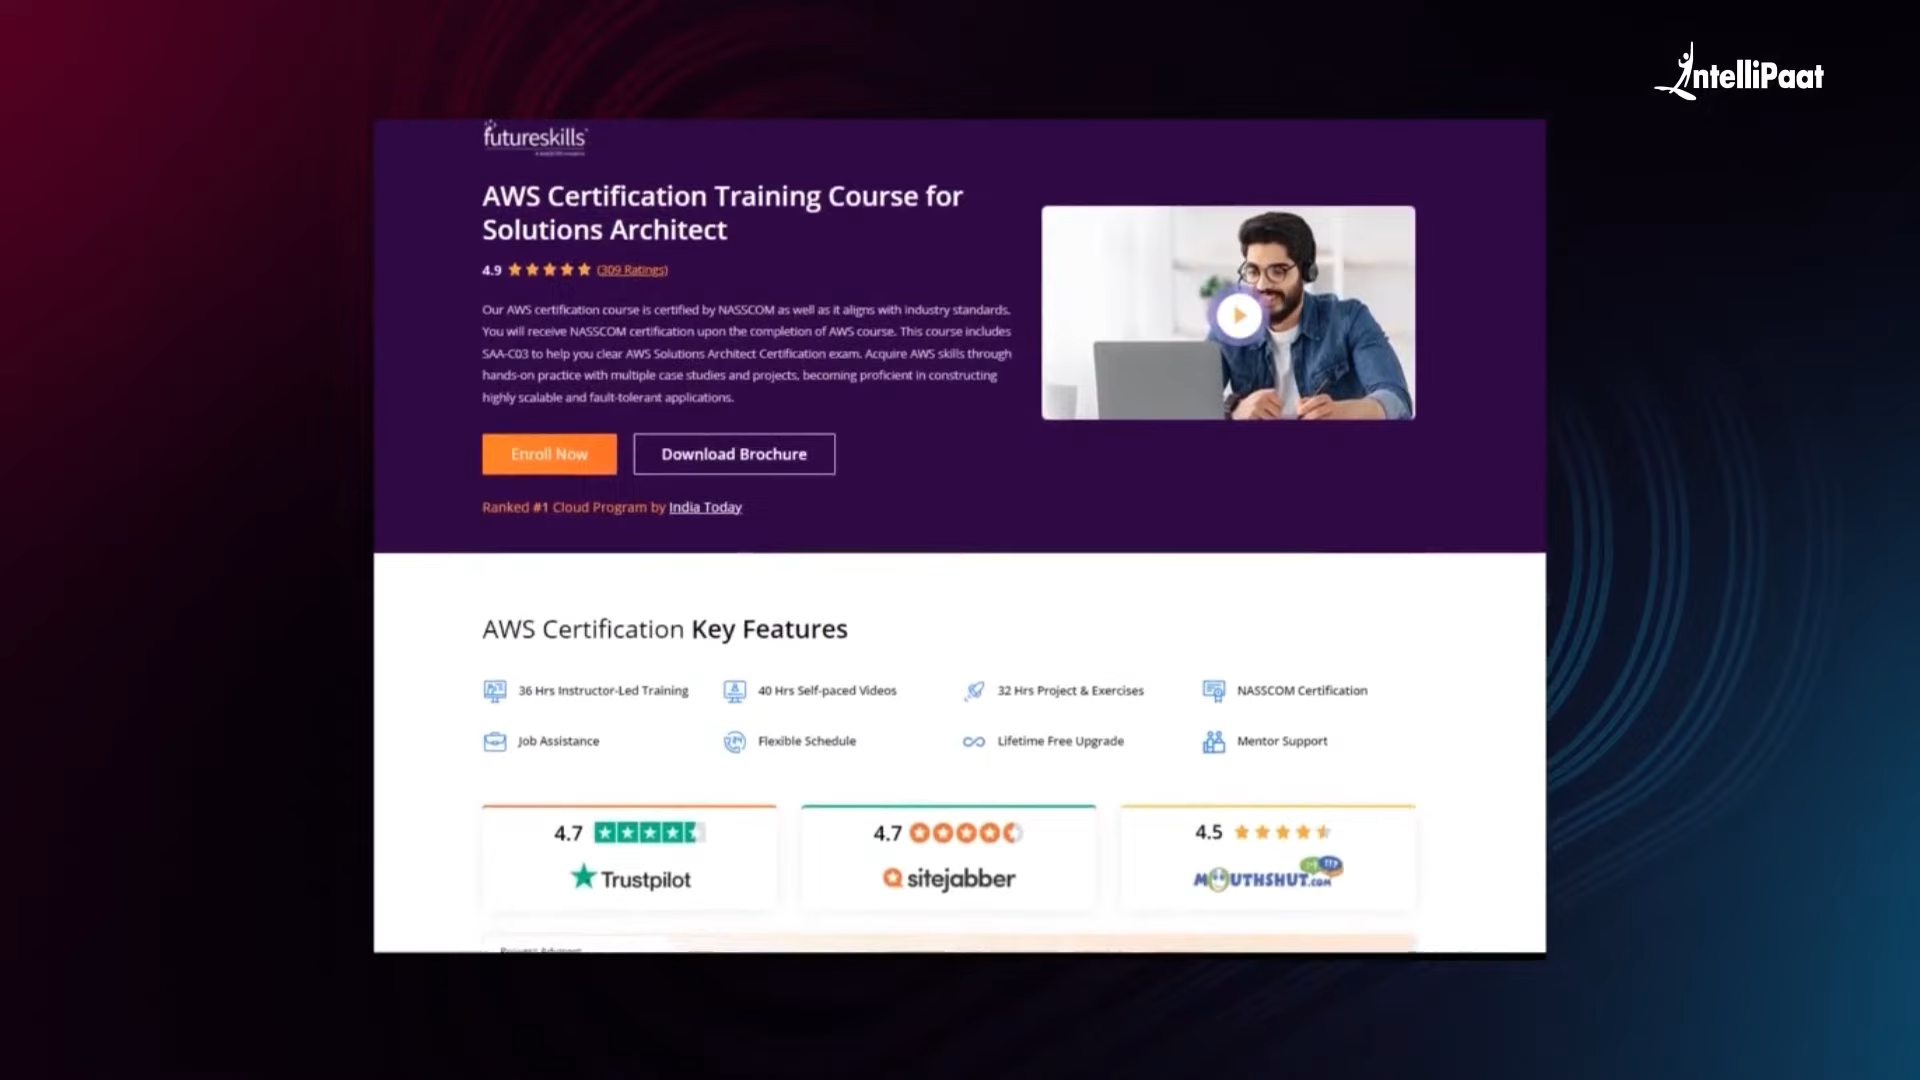 IntelliPaat
futureskills
AWS Certification Training Course for
Solutions Architect
4.9 (309 Ratings)
Our AWS certification course is certified by NASSCOM as well as it aligns with industry standards.
You will receive NASSCOM certification upon the completion of AWS course. This course includes
SAA-C03 to help you clear AWS Solutions Architect Certification exam. Acquire AWS skills through
hands-on practice with multiple case studies and projects, becoming proficient in constructing
highly scalable and fault-tolerant applications.
Enroll Now Download Brochure
Ranked #1 Cloud Program by India Today
AWS Certification Key Features
36 Hrs Instructor-Led Training 40 Hrs Self-paced Videos 32 Hrs Project & Exercises NASSCOM Certification
Job Assistance Flexible Schedule Lifetime Free Upgrade Mentor Support
4.7 4.7 4.5
Trustpilot sitejabber MOUTHSHUT.COM